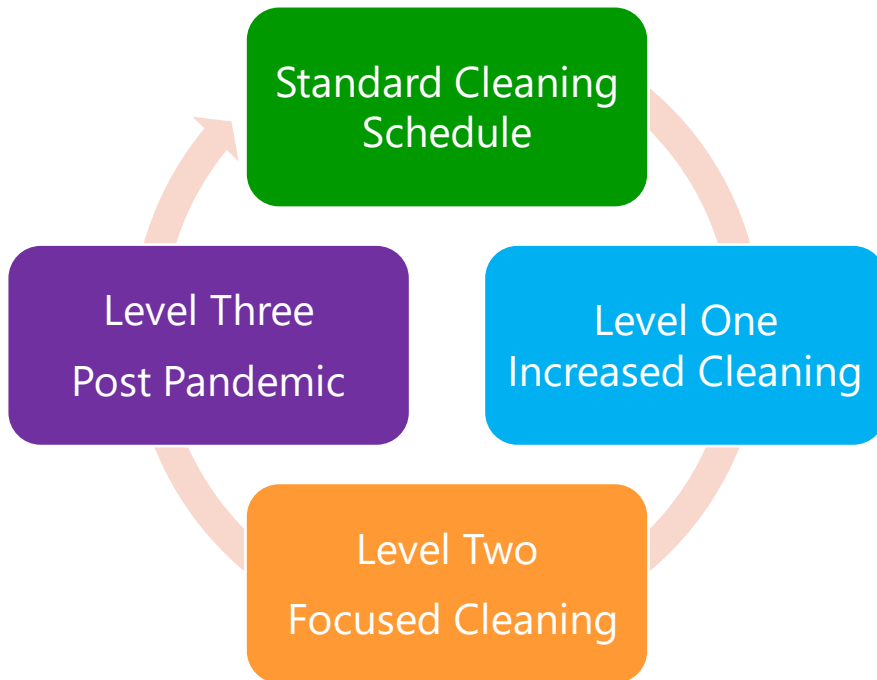 Standard Cleaning
Schedule
Level One
Increased Cleaning
Level Two
Focused Cleaning
Level Three
Post Pandemic